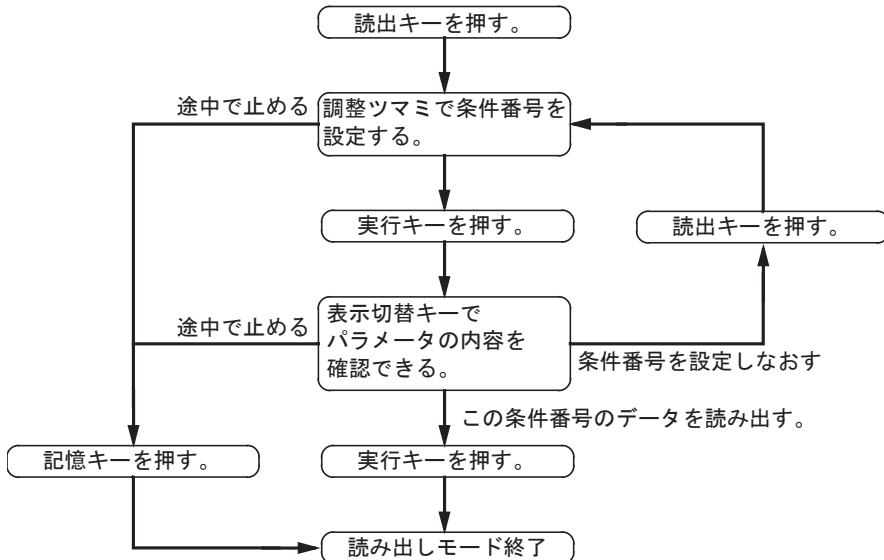 読出キーを押す。
途中で止める
調整ツマミで条件番号を
設定する。
実行キーを押す。
読出キーを押す。
途中で止める
表示切替キーで
パラメータの内容を
確認できる。
条件番号を設定しなおす
この条件番号のデータを読み出す。
記憶キーを押す。
実行キーを押す。
読み出しモード終了